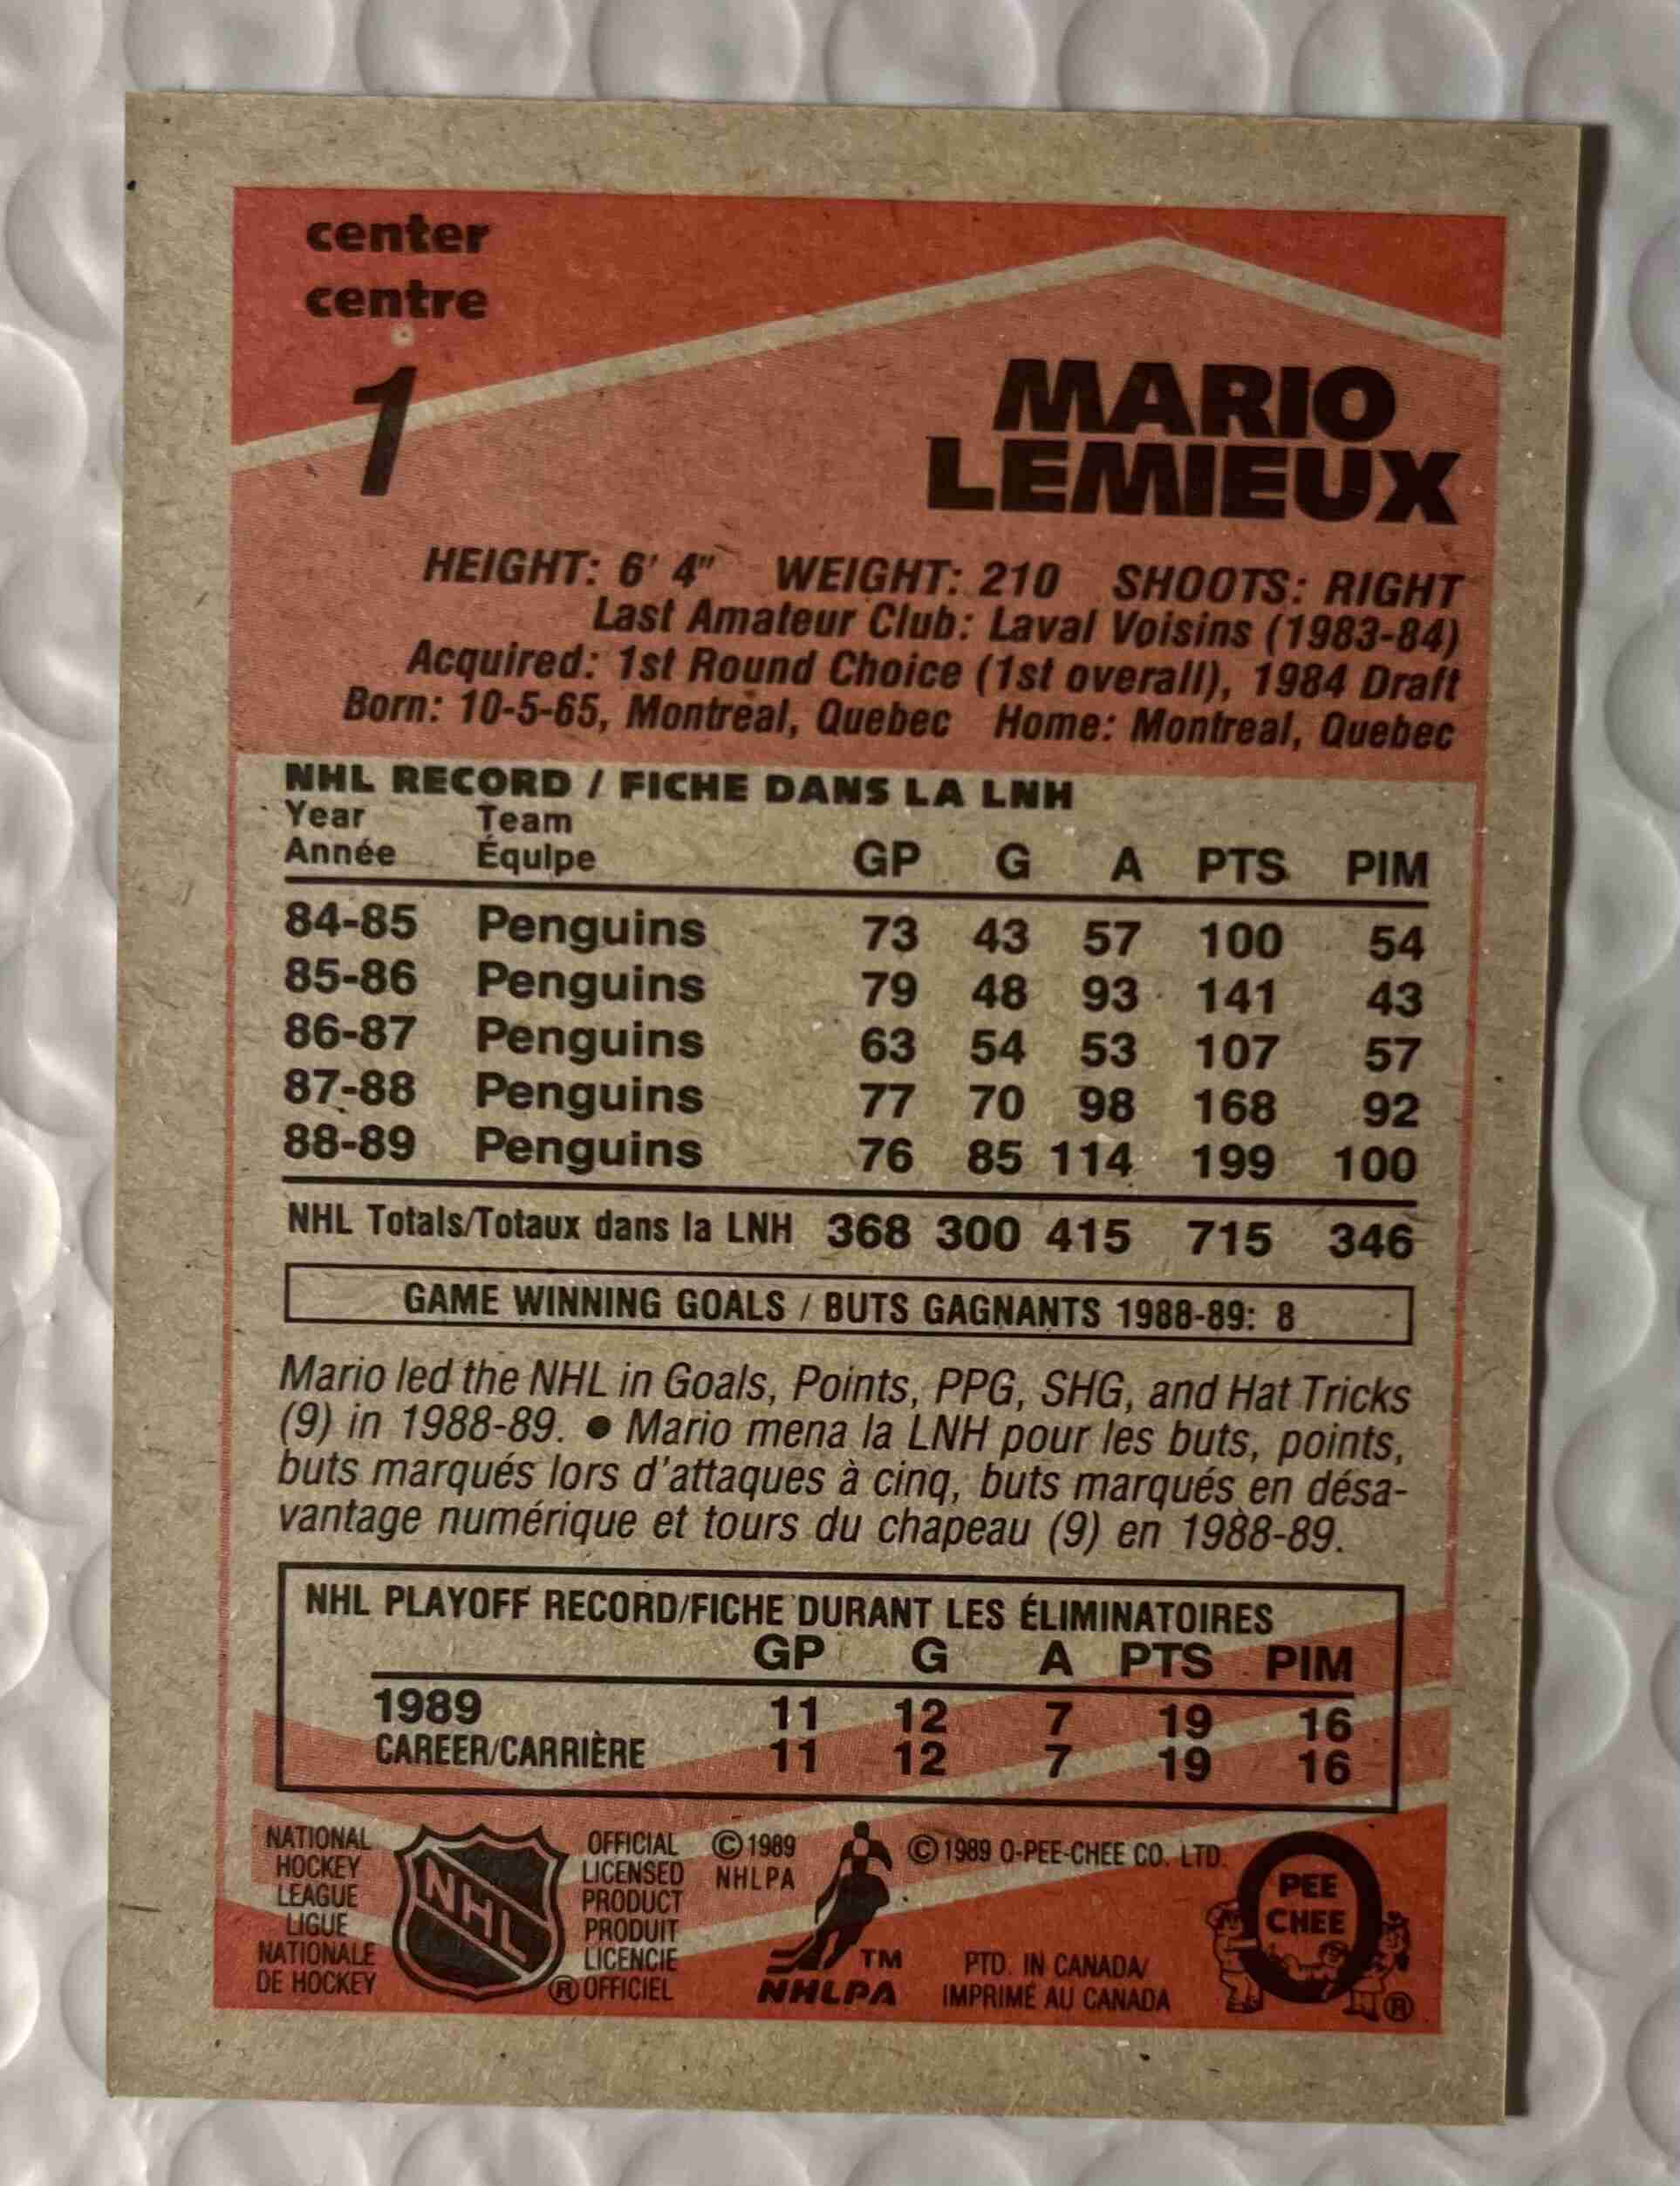 center
centre
1
MARIO
LEMIEUX
HEIGHT: 6' 4" WEIGHT: 210 SHOOTS: RIGHT
Last Amateur Club: Laval Voisins (1983-84)
Acquired: 1st Round Choice (1st overall), 1984 Draft
Born: 10-5-65, Montreal, Quebec Home: Montreal, Quebec
NHL RECORD / FICHE DANS LA LNH
Year Team
Année Équipe GP G A PTS PIM
84-85 Penguins 73 43 57 100 54
85-86 Penguins 79 48 93 141 43
86-87 Penguins 63 54 53 107 57
87-88 Penguins 77 70 98 168 92
88-89 Penguins 76 85 114 199 100
NHL Totals/Totaux dans la LNH 368 300 415 715 346
GAME WINNING GOALS / BUTS GAGNANTS 1988-89: 8
Mario led the NHL in Goals, Points, PPG, SHG, and Hat Tricks
(9) in 1988-89. ● Mario mena la LNH pour les buts, points,
buts marqués lors d'attaques à cinq, buts marqués en désa-
vantage numérique et tours du chapeau (9) en 1988-89.
NHL PLAYOFF RECORD/FICHE DURANT LES ÉLIMINATOIRES
GP G A PTS PIM
1989 11 12 7 19 16
CAREER/CARRIÈRE 11 12 7 19 16
NATIONAL
HOCKEY
LEAGUE
LIGUE
NATIONALE
DE HOCKEY
NHL
OFFICIAL
LICENSED
PRODUCT
PRODUIT
LICENCIE
® OFFICIEL
© 1989
NHLPA
TM
NHLPA
© 1989 O-PEE-CHEE CO. LTD.
PTD. IN CANADA/
IMPRIMÉ AU CANADA
O
PEE
CHEE
®